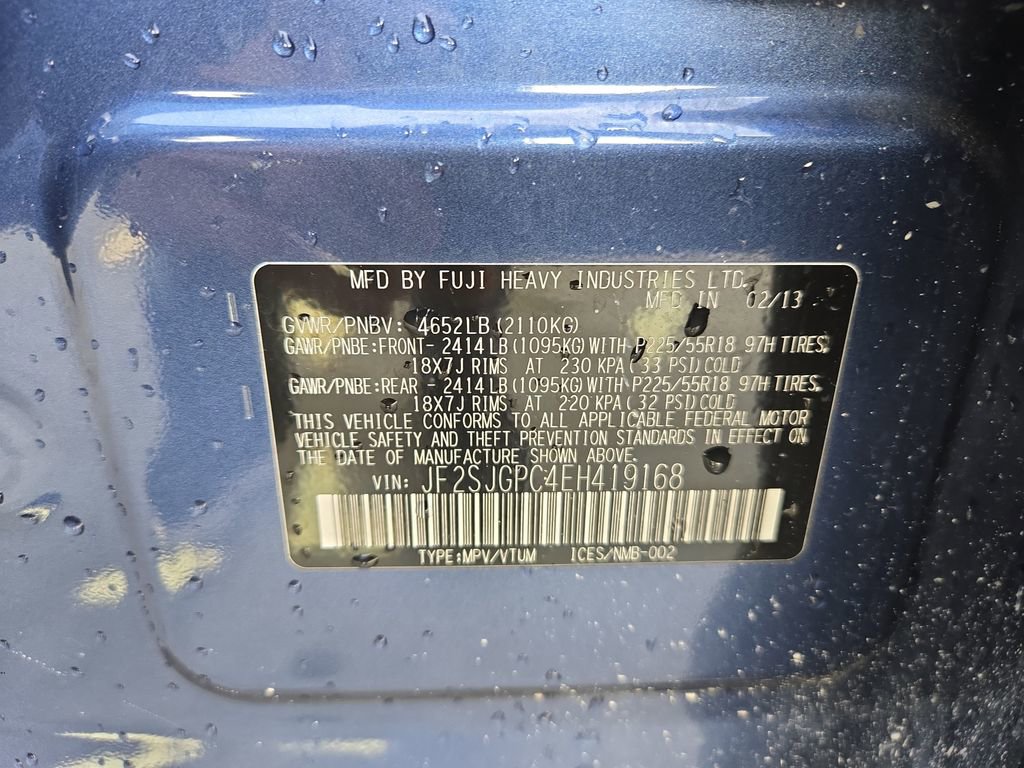 MFD BY FUJI HEAVY INDUSTRIES LTD.
MFD IN 02/13
GVWR/PNBV: 4652LB(2110KG)
GAWR/PNBE:FRONT- 2414LB(1095KG)WITH P225/55R18 97H TIRES,
18X7J RIMS AT 230 KPA( 33 PSI)COLD
GAWR/PNBE:REAR - 2414LB(1095KG)WITH P225/55R18 97H TIRES,
18X7J RIMS AT 220 KPA( 32 PSI)COLD
THIS VEHICLE CONFORMS TO ALL APPLICABLE FEDERAL MOTOR
VEHICLE SAFETY AND THEFT PREVENTION STANDARDS IN EFFECT ON
THE DATE OF MANUFACTURE SHOWN ABOVE.
VIN: JF2SJGPC4EH419168
TYPE:MPV/VTUM ICES/NMB-002